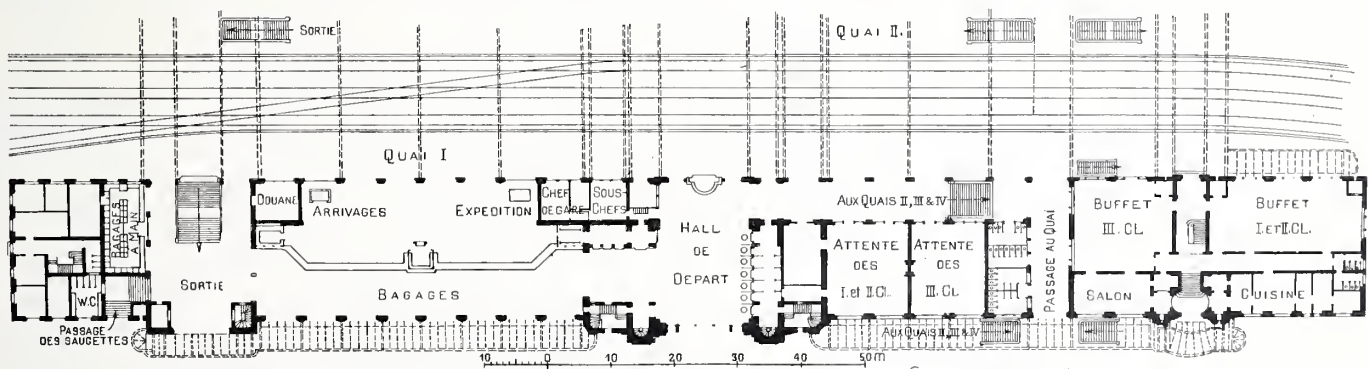 SORTIE
QUAI II.
QUAI I
BAGAGES
A MAIN
DOUANE
ARRIVAGES
EXPEDITION
CHEF
DE GARE
SOUS-
CHEFS
HALL
DE
DEPART
AUX QUAIS II, III & IV
ATTENTE
DES
I. et II. CL.
ATTENTE
DES
III. CL.
PASSAGE AU QUAI
BUFFET
III. CL.
BUFFET
I. ET II. CL.
W.C
SORTIE
BAGAGES
SALON
CUISINE
PASSAGE
DES SAUGETTES
AUX QUAIS II, III & IV
10 0 10 20 30 40 50 m